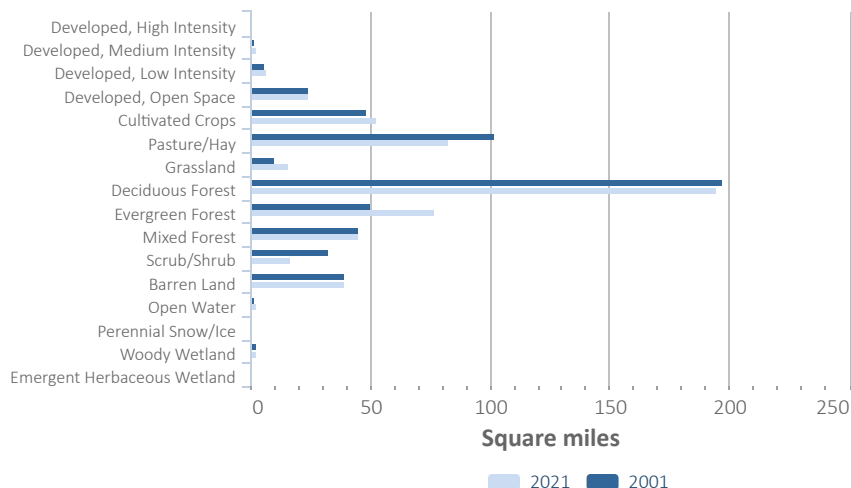 Developed, High Intensity
Developed, Medium Intensity
Developed, Low Intensity
Developed, Open Space
Cultivated Crops
Pasture/Hay
Grassland
Deciduous Forest
Evergreen Forest
Mixed Forest
Scrub/Shrub
Barren Land
Open Water
Perennial Snow/Ice
Woody Wetland
Emergent Herbaceous Wetland
0 50 100 150 200 250
Square miles
2021 2001